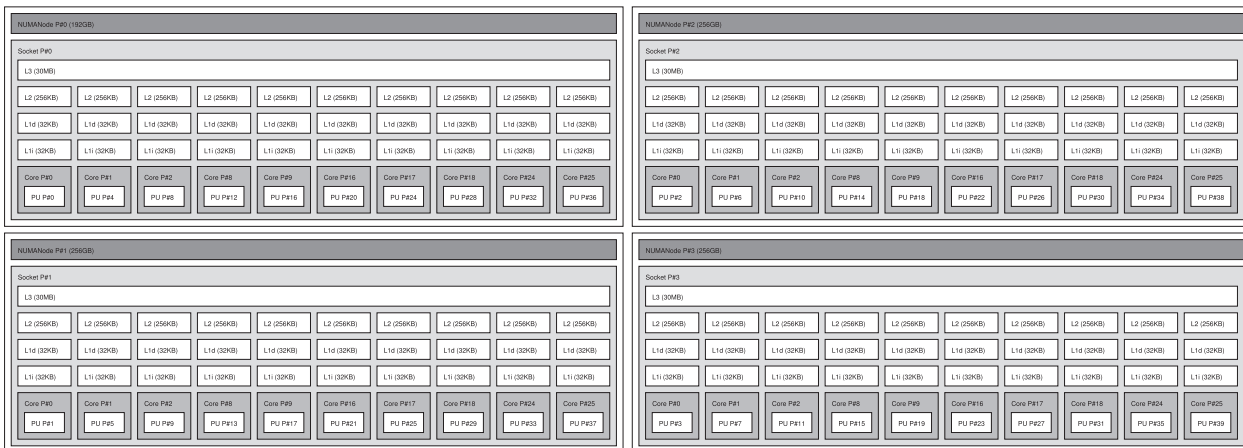 NUMANode P#0 (192GB)
Socket P#0
L3 (30MB)
L2 (256KB) L2 (256KB) L2 (256KB) L2 (256KB) L2 (256KB) L2 (256KB) L2 (256KB) L2 (256KB) L2 (256KB) L2 (256KB)
L1d (32KB) L1d (32KB) L1d (32KB) L1d (32KB) L1d (32KB) L1d (32KB) L1d (32KB) L1d (32KB) L1d (32KB) L1d (32KB)
L1i (32KB) L1i (32KB) L1i (32KB) L1i (32KB) L1i (32KB) L1i (32KB) L1i (32KB) L1i (32KB) L1i (32KB) L1i (32KB)
Core P#0 Core P#1 Core P#2 Core P#8 Core P#9 Core P#16 Core P#17 Core P#18 Core P#24 Core P#25
PU P#0 PU P#4 PU P#8 PU P#12 PU P#16 PU P#20 PU P#24 PU P#28 PU P#32 PU P#36
NUMANode P#2 (256GB)
Socket P#2
L3 (30MB)
L2 (256KB) L2 (256KB) L2 (256KB) L2 (256KB) L2 (256KB) L2 (256KB) L2 (256KB) L2 (256KB) L2 (256KB) L2 (256KB)
L1d (32KB) L1d (32KB) L1d (32KB) L1d (32KB) L1d (32KB) L1d (32KB) L1d (32KB) L1d (32KB) L1d (32KB) L1d (32KB)
L1i (32KB) L1i (32KB) L1i (32KB) L1i (32KB) L1i (32KB) L1i (32KB) L1i (32KB) L1i (32KB) L1i (32KB) L1i (32KB)
Core P#0 Core P#1 Core P#2 Core P#8 Core P#9 Core P#16 Core P#17 Core P#18 Core P#24 Core P#25
PU P#2 PU P#6 PU P#10 PU P#14 PU P#18 PU P#22 PU P#26 PU P#30 PU P#34 PU P#38
NUMANode P#1 (256GB)
Socket P#1
L3 (30MB)
L2 (256KB) L2 (256KB) L2 (256KB) L2 (256KB) L2 (256KB) L2 (256KB) L2 (256KB) L2 (256KB) L2 (256KB) L2 (256KB)
L1d (32KB) L1d (32KB) L1d (32KB) L1d (32KB) L1d (32KB) L1d (32KB) L1d (32KB) L1d (32KB) L1d (32KB) L1d (32KB)
L1i (32KB) L1i (32KB) L1i (32KB) L1i (32KB) L1i (32KB) L1i (32KB) L1i (32KB) L1i (32KB) L1i (32KB) L1i (32KB)
Core P#0 Core P#1 Core P#2 Core P#8 Core P#9 Core P#16 Core P#17 Core P#18 Core P#24 Core P#25
PU P#1 PU P#5 PU P#9 PU P#13 PU P#17 PU P#21 PU P#25 PU P#29 PU P#33 PU P#37
NUMANode P#3 (256GB)
Socket P#3
L3 (30MB)
L2 (256KB) L2 (256KB) L2 (256KB) L2 (256KB) L2 (256KB) L2 (256KB) L2 (256KB) L2 (256KB) L2 (256KB) L2 (256KB)
L1d (32KB) L1d (32KB) L1d (32KB) L1d (32KB) L1d (32KB) L1d (32KB) L1d (32KB) L1d (32KB) L1d (32KB) L1d (32KB)
L1i (32KB) L1i (32KB) L1i (32KB) L1i (32KB) L1i (32KB) L1i (32KB) L1i (32KB) L1i (32KB) L1i (32KB) L1i (32KB)
Core P#0 Core P#1 Core P#2 Core P#8 Core P#9 Core P#16 Core P#17 Core P#18 Core P#24 Core P#25
PU P#3 PU P#7 PU P#11 PU P#15 PU P#19 PU P#23 PU P#27 PU P#31 PU P#35 PU P#39